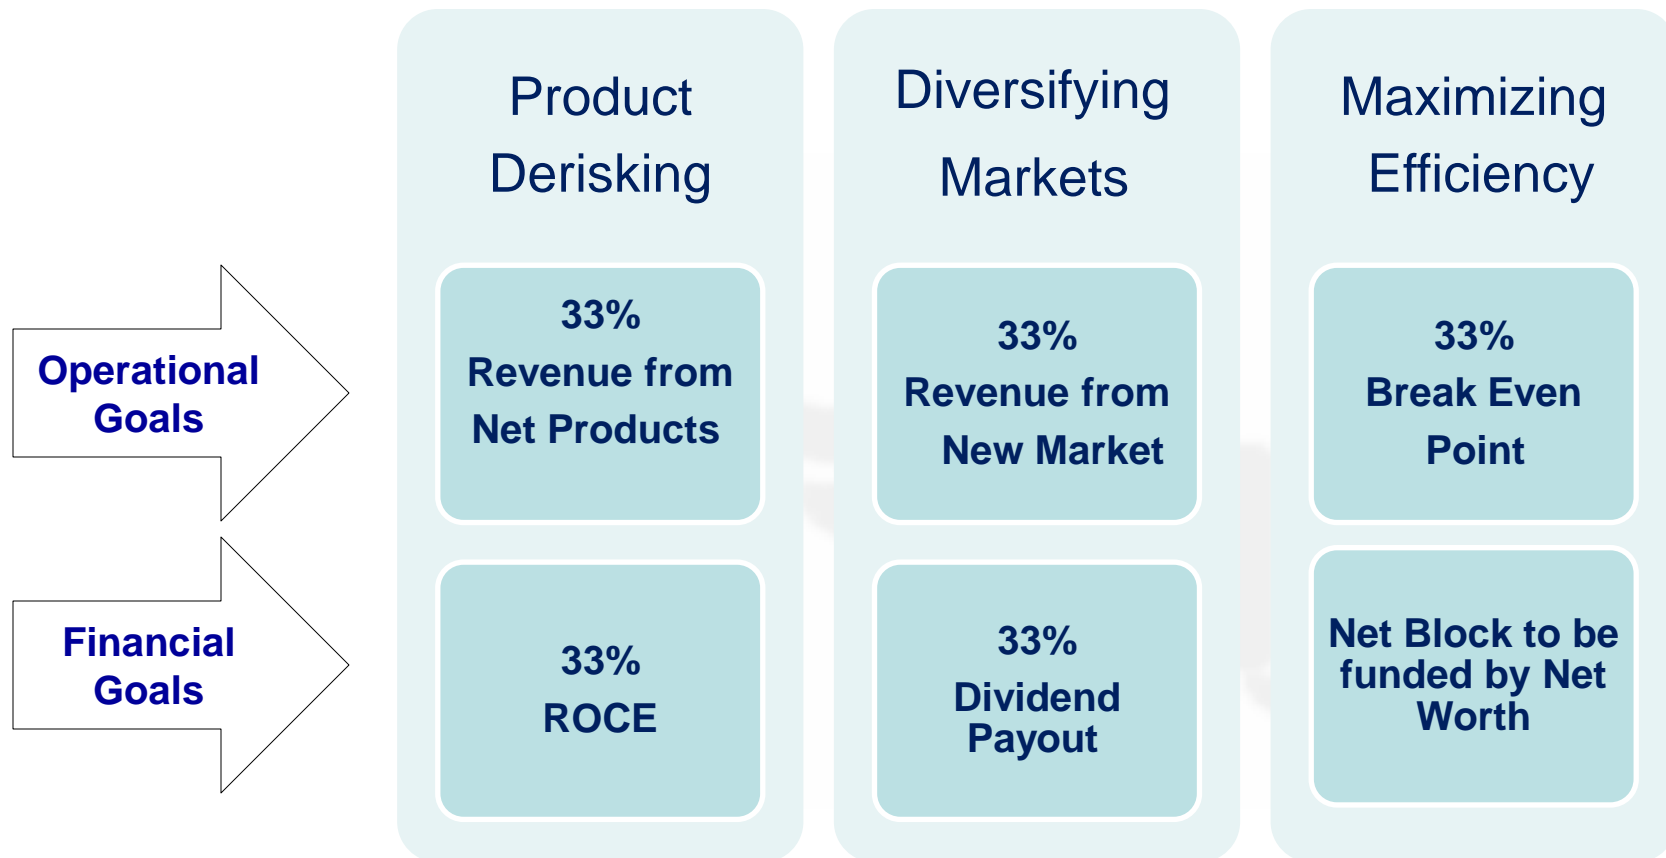 Product
Derisking
Diversifying
Markets
Maximizing
Efficiency
Operational
Goals
33%
Revenue from
Net Products
33%
Revenue from
New Market
33%
Break Even
Point
Financial
Goals
33%
ROCE
33%
Dividend
Payout
Net Block to be
funded by Net
Worth